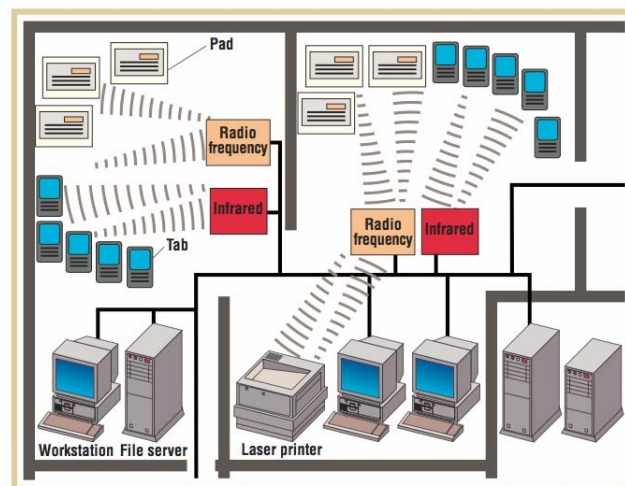 Pad
Radio
frequency
Infrared
Tab
Radio
frequency
Infrared
Workstation
File server
Laser printer